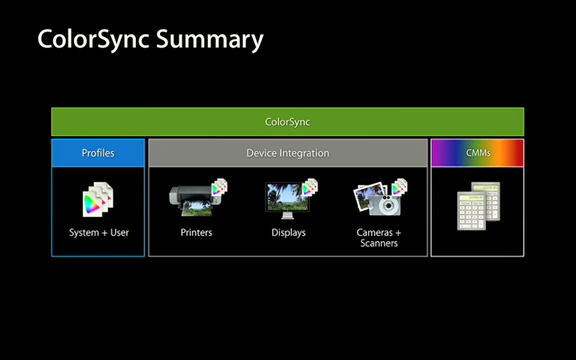 ColorSync Summary
ColorSync
Profiles
Device Integration
CMMs
System + User
Printers
Displays
Cameras +
Scanners